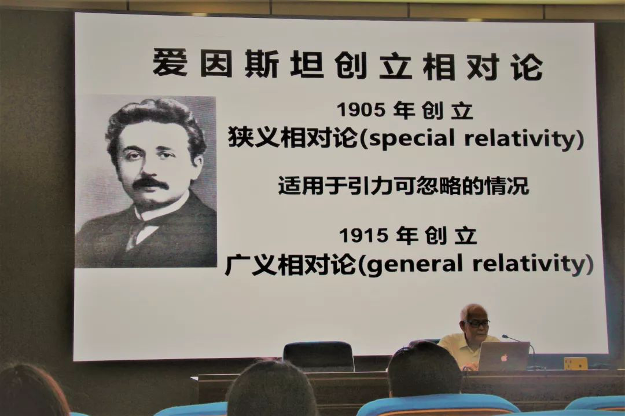 爱因斯坦创立相对论
1905 年 创 立
狭义相对论(special relativity)
适用于引力可忽略的情况
1915 年 创 立
广义相对论(general relativity)